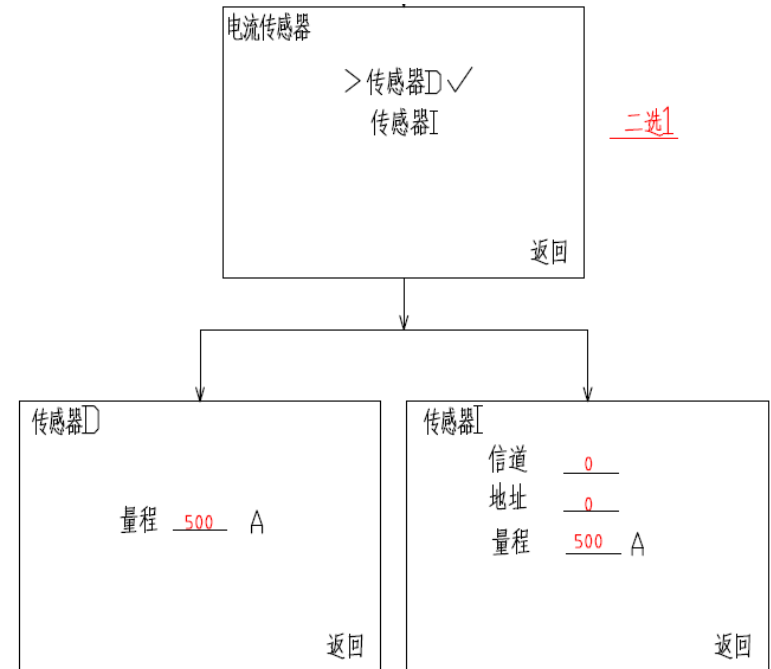 电流传感器
>传感器D✓
传感器I
二选1
返回
传感器D
量程 500 A
返回
传感器I
信道 0
地址 0
量程 500 A
返回